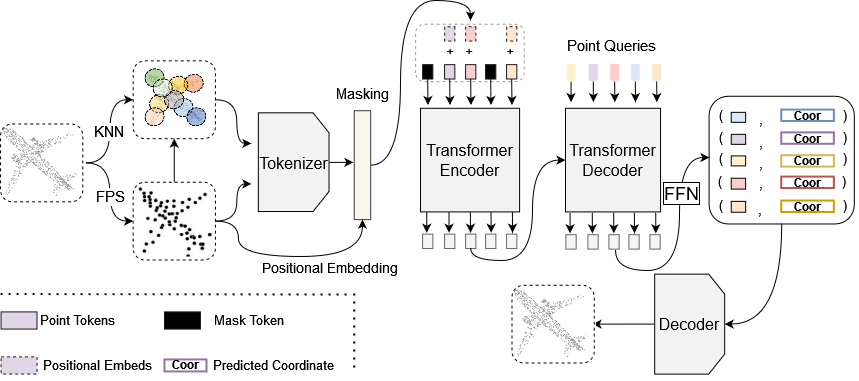 KNN
FPS
Tokenizer
Masking
Positional Embedding
+ + +
Transformer
Encoder
Point Queries
Transformer
Decoder
FFN
( , Coor )
( , Coor )
( , Coor )
( , Coor )
( , Coor )
Decoder
Point Tokens
Mask Token
Positional Embeds
Coor Predicted Coordinate